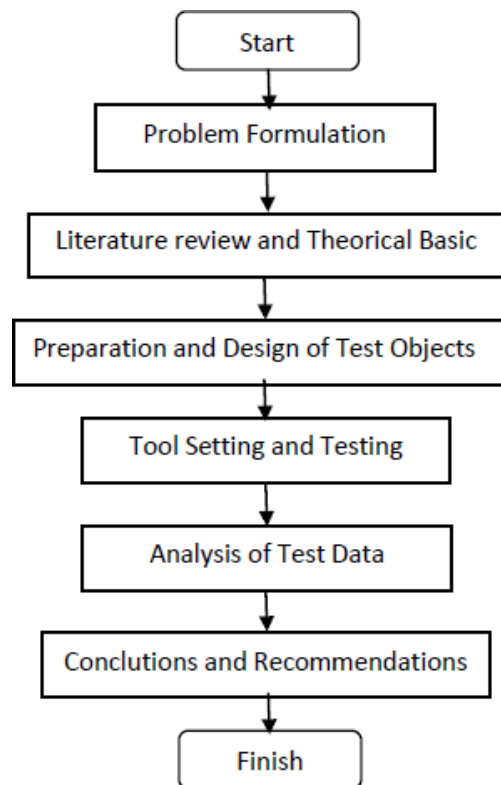 Start
Problem Formulation
Literature review and Theorical Basic
Preparation and Design of Test Objects
Tool Setting and Testing
Analysis of Test Data
Conclutions and Recommendations
Finish